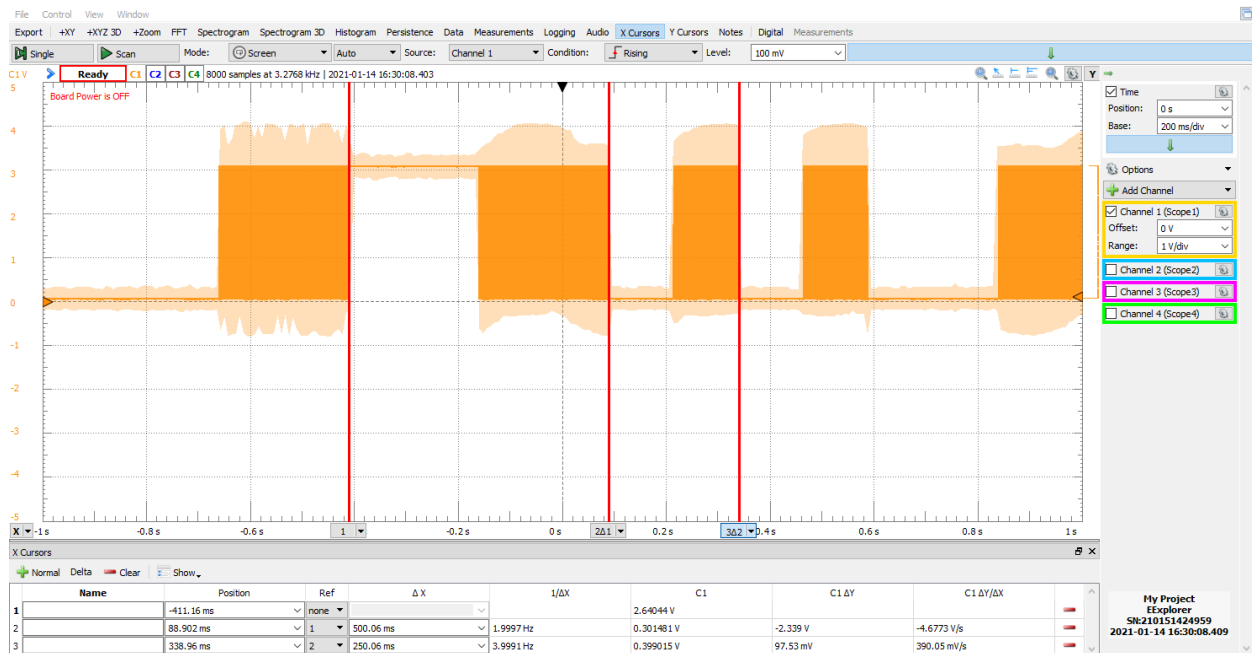 File Control View Window
Export +XY +XYZ 3D +Zoom FFT Spectrogram Spectrogram 3D Histogram Persistence Data Measurements Logging Audio X Cursors Y Cursors Notes Digital Measurements
Single Scan Mode: Screen Auto Source: Channel 1 Condition: Rising Level: 100 mV
C1 V Ready C1 C2 C3 C4 8000 samples at 3.2768 kHz | 2021-01-14 16:30:08.403 Y
Board Power is OFF
5
4
3
2
1
0
-1
-2
-3
-4
-5
X -1 s -0.8 s -0.6 s 1 -0.2 s 0 s 2Δ1 0.2 s 3Δ2 0.4 s 0.6 s 0.8 s 1 s
Time
Position: 0 s
Base: 200 ms/div
Options
Add Channel
Channel 1 (Scope1)
Offset: 0 V
Range: 1 V/div
Channel 2 (Scope2)
Channel 3 (Scope3)
Channel 4 (Scope4)
X Cursors
Normal Delta Clear Show
Name Position Ref Δ X 1/ΔX C1 C1 ΔY C1 ΔY/ΔX
1 -411.16 ms none 2.64044 V
2 88.902 ms 1 500.06 ms 1.9997 Hz 0.301481 V -2.339 V -4.6773 V/s
3 338.96 ms 2 250.06 ms 3.9991 Hz 0.399015 V 97.53 mV 390.05 mV/s
My Project
EExplorer
SN:210151424959
2021-01-14 16:30:08.409